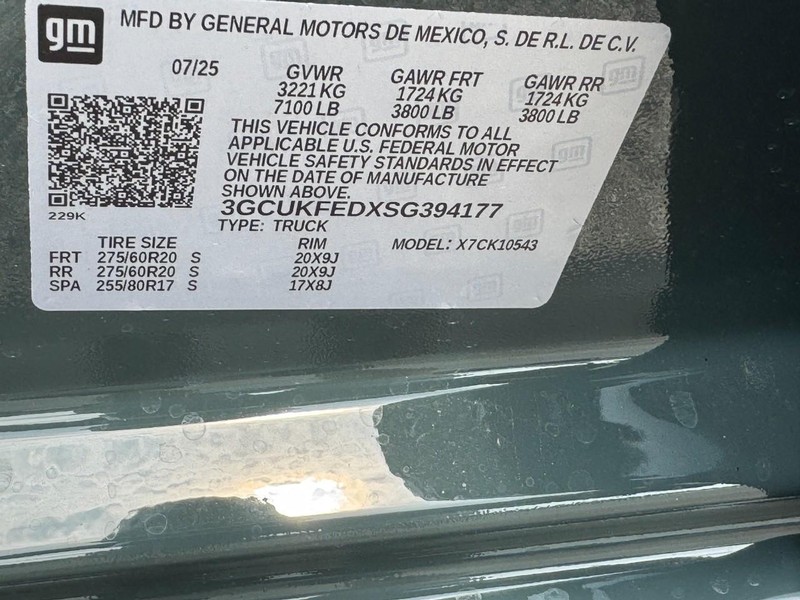 gm
MFD BY GENERAL MOTORS DE MEXICO, S. DE R.L. DE C.V.
07/25 GVWR GAWR FRT GAWR RR
3221 KG 1724 KG 1724 KG
7100 LB 3800 LB 3800 LB
THIS VEHICLE CONFORMS TO ALL
APPLICABLE U.S. FEDERAL MOTOR
VEHICLE SAFETY STANDARDS IN EFFECT
ON THE DATE OF MANUFACTURE
SHOWN ABOVE.
229K
3GCUKFEDXSG394177
TYPE: TRUCK
TIRE SIZE RIM MODEL: X7CK10543
FRT 275/60R20 S 20X9J
RR 275/60R20 S 20X9J
SPA 255/80R17 S 17X8J